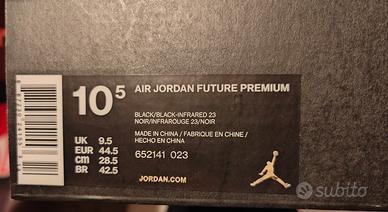 10 5
AIR JORDAN FUTURE PREMIUM
BLACK/BLACK-INFRARED 23
NOIR/INFRAROUGE 23/NOIR
MADE IN CHINA / FABRIQUE EN CHINE /
HECHO EN CHINA
UK 9.5
EUR 44.5
cm 28.5
BR 42.5
652141 023
JORDAN.COM
subito